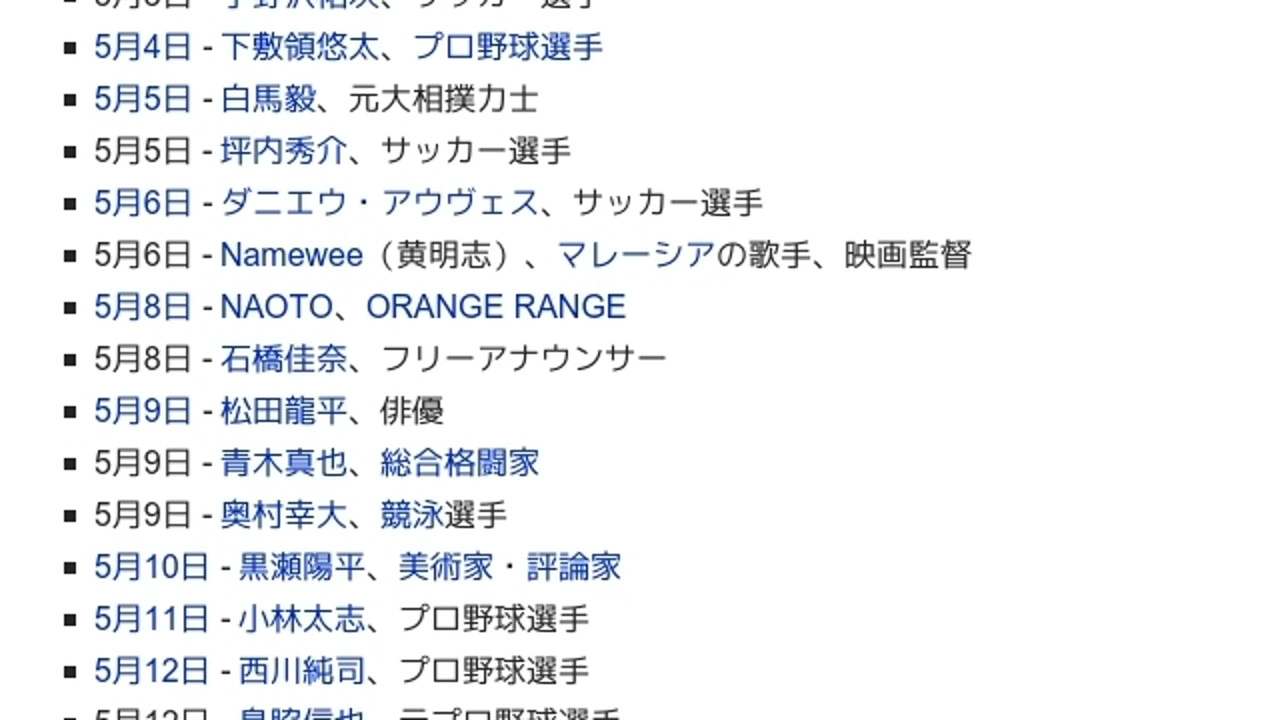 5月4日 - 下敷領悠太、プロ野球選手
5月5日 - 白馬毅、元大相撲力士
5月5日 - 坪内秀介、サッカー選手
5月6日 - ダニエウ・アウヴェス、サッカー選手
5月6日 - Namewee（黄明志）、マレーシアの歌手、映画監督
5月8日 - NAOTO、ORANGE RANGE
5月8日 - 石橋佳奈、フリーアナウンサー
5月9日 - 松田龍平、俳優
5月9日 - 青木真也、総合格闘家
5月9日 - 奥村幸大、競泳選手
5月10日 - 黒瀬陽平、美術家・評論家
5月11日 - 小林太志、プロ野球選手
5月12日 - 西川純司、プロ野球選手